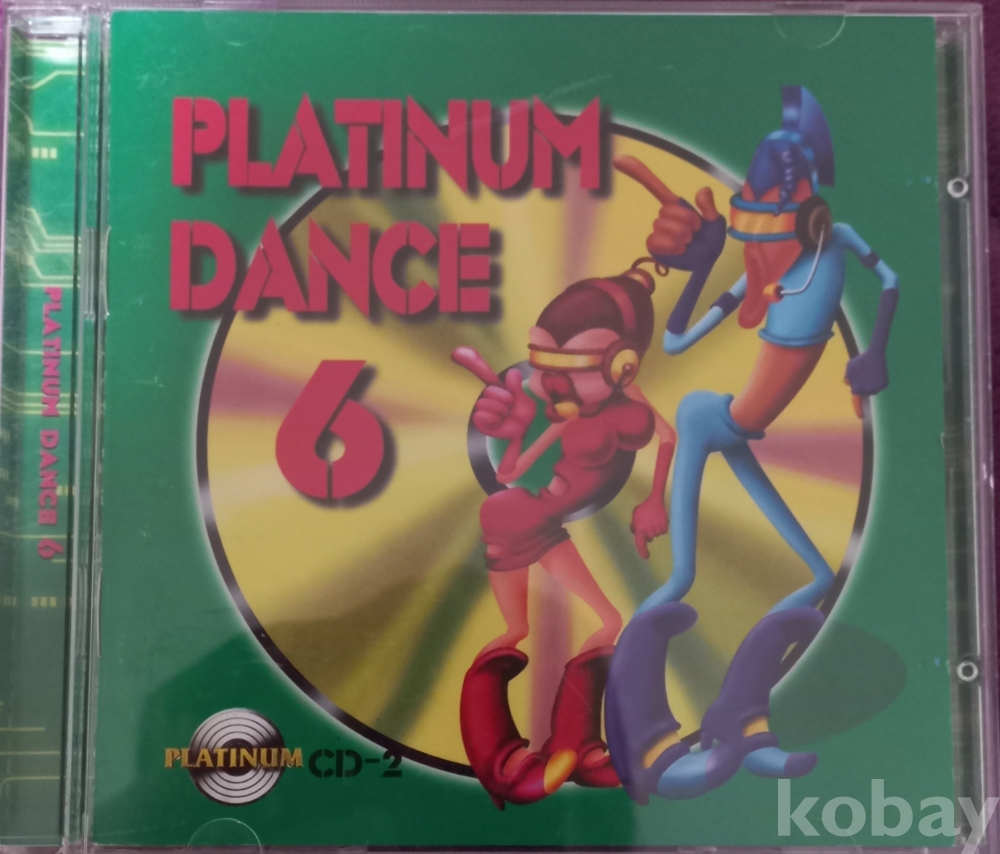 PLATINUM
DANCE
6
PLATINUM DANCE 6
PLATINUM CD-2
kobay